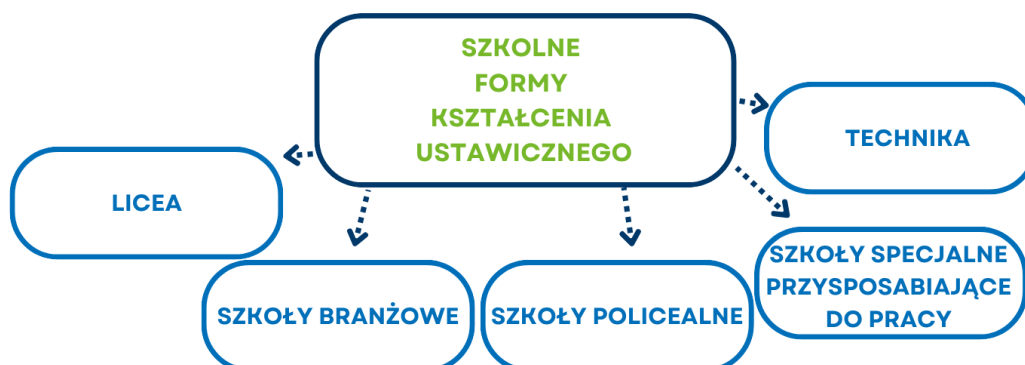 SZKOLNE
FORMY
KSZTAŁCENIA
USTAWICZNEGO
TECHNIKA
LICEA
SZKOŁY SPECJALNE
PRZYSPOSABIAJĄCE
DO PRACY
SZKOŁY BRANŻOWE
SZKOŁY POLICEALNE